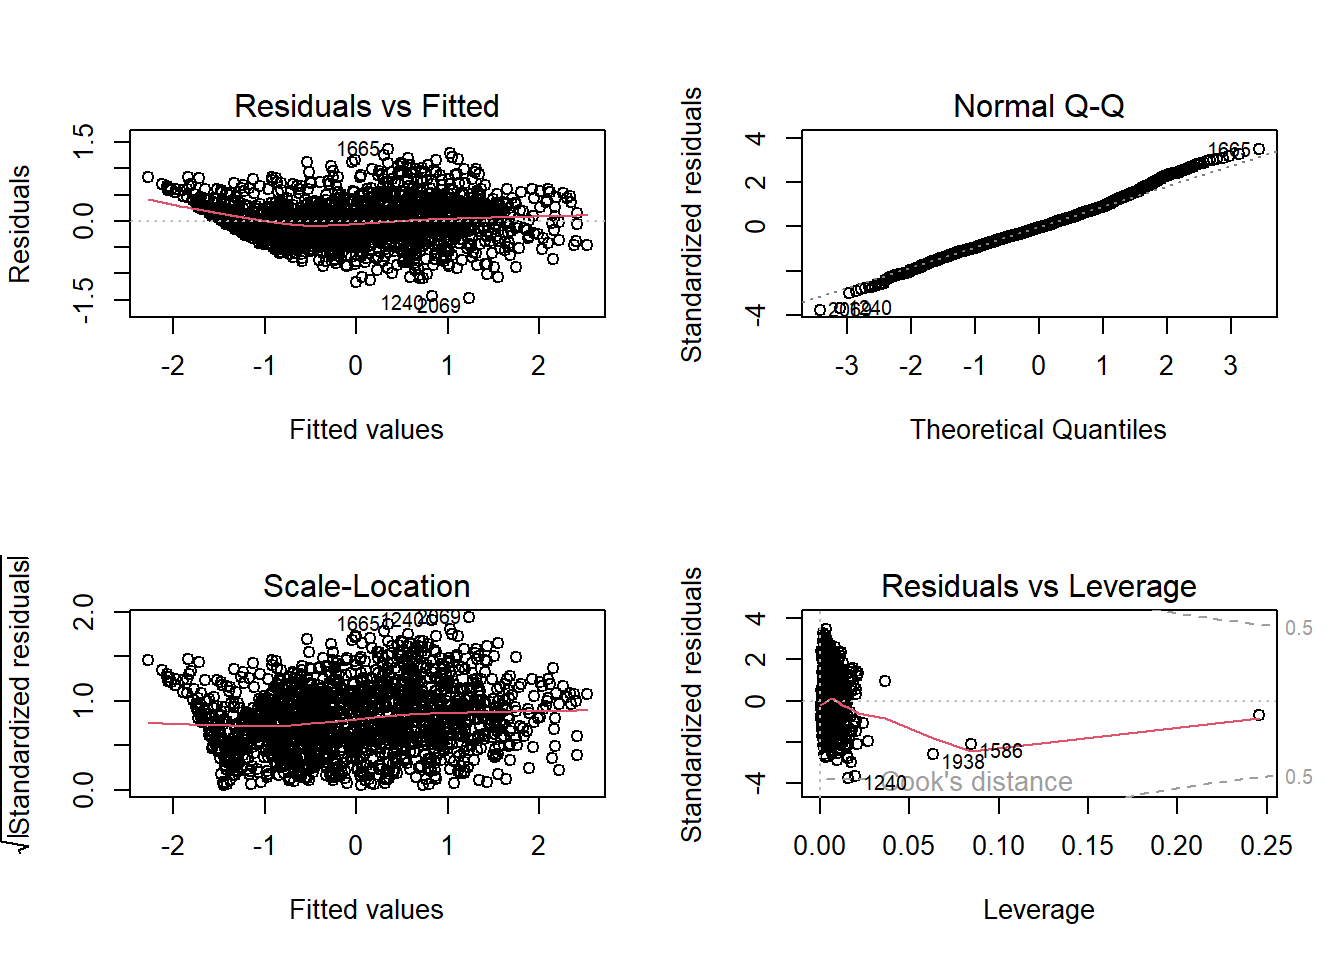 Residuals vs Fitted
Residuals
1.5
0.0
-1.5
1665
1240
2069
-2 -1 0 1 2
Fitted values
Normal Q-Q
Standardized residuals
4
2
0
-4
1665
2069
1240
-3 -2 -1 0 1 2 3
Theoretical Quantiles
Scale-Location
√|Standardized residuals|
2.0
1.0
0.0
1665
1240
2069
-2 -1 0 1 2
Fitted values
Residuals vs Leverage
Standardized residuals
4
2
0
-4
0.5
1586
1938
0.5
1240
Cook's distance
0.00 0.05 0.10 0.15 0.20 0.25
Leverage